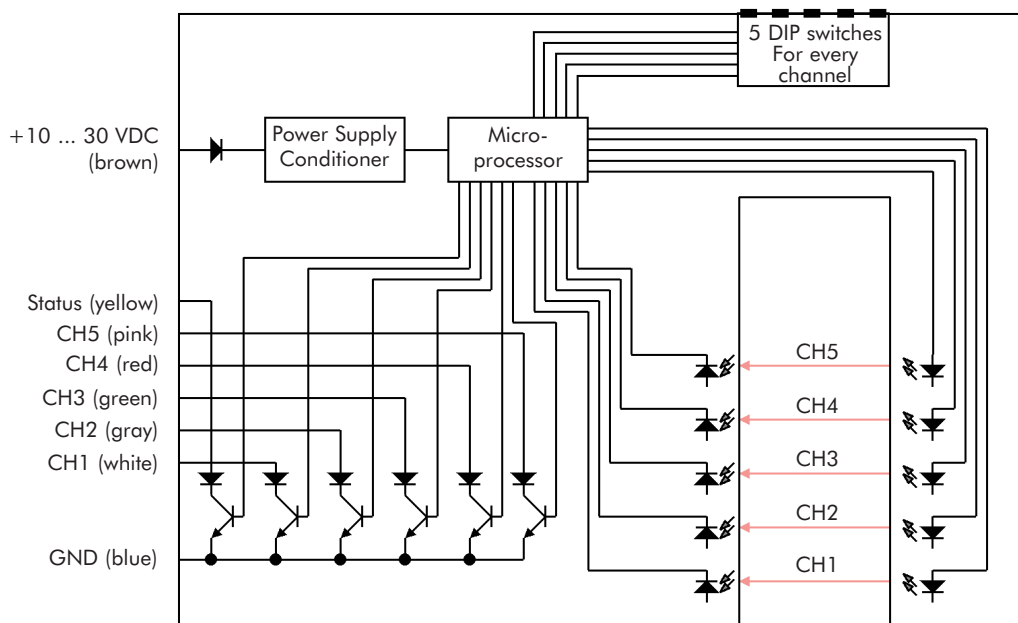 5 DIP switches
For every
channel
+10 ... 30 VDC
(brown)
Power Supply
Conditioner
Micro-
processor
Status (yellow)
CH5 (pink)
CH4 (red)
CH3 (green)
CH2 (gray)
CH1 (white)
GND (blue)
CH5
CH4
CH3
CH2
CH1